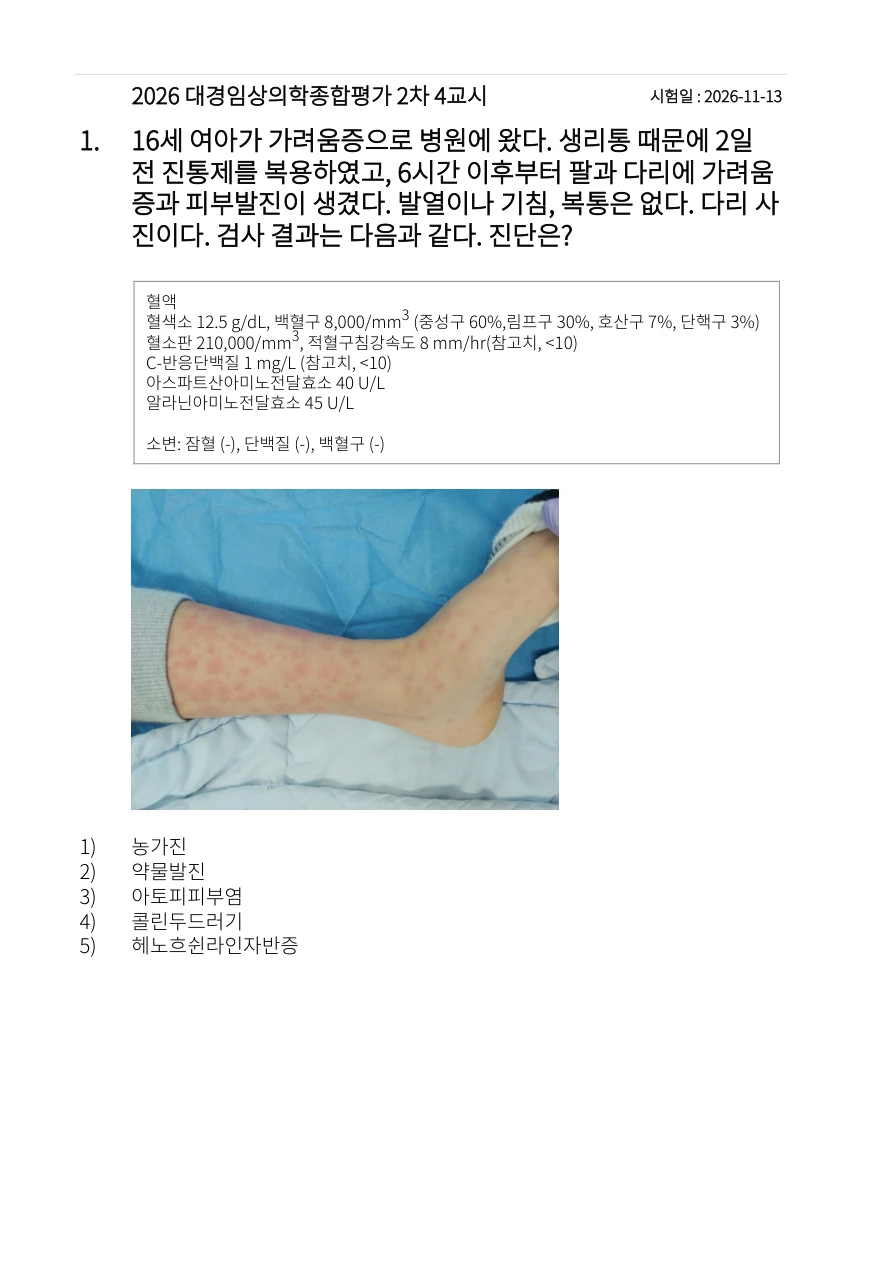 2026 대경임상의학종합평가 2차 4교시
시험일 : 2026-11-13
1. 16세 여아가 가려움증으로 병원에 왔다. 생리통 때문에 2일
전 진통제를 복용하였고, 6시간 이후부터 팔과 다리에 가려움
증과 피부발진이 생겼다. 발열이나 기침, 복통은 없다. 다리 사
진이다. 검사 결과는 다음과 같다. 진단은?
혈액
혈색소 12.5 g/dL, 백혈구 8,000/mm³ (중성구 60%,림프구 30%, 호산구 7%, 단핵구 3%)
혈소판 210,000/mm³, 적혈구침강속도 8 mm/hr(참고치, <10)
C-반응단백질 1 mg/L (참고치, <10)
아스파트산아미노전달효소 40 U/L
알라닌아미노전달효소 45 U/L
소변: 잠혈 (-), 단백질 (-), 백혈구 (-)
1) 농가진
2) 약물발진
3) 아토피피부염
4) 콜린두드러기
5) 헤노흐쉰라인자반증